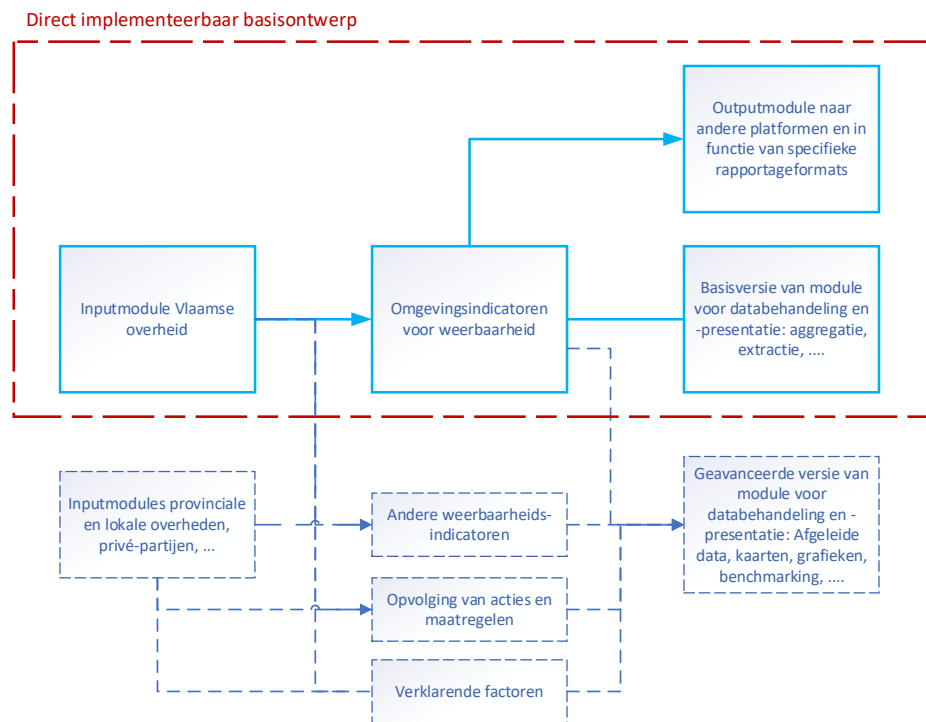 Direct implementeerbaar basisontwerp
Outputmodule naar
andere platformen en in
functie van specifieke
rapportageformats
Inputmodule Vlaamse
overheid
Omgevingsindicatoren
voor weerbaarheid
Basisversie van module
voor databehandeling en
-presentatie: aggregatie,
extractie, ....
Inputmodules provinciale
en lokale overheden,
privé-partijen, ...
Andere weerbaarheids-
indicatoren
Geavanceerde versie van
module voor
databehandeling en -
presentatie: Afgeleide
data, kaarten, grafieken,
benchmarking, ....
Opvolging van acties en
maatregelen
Verklarende factoren